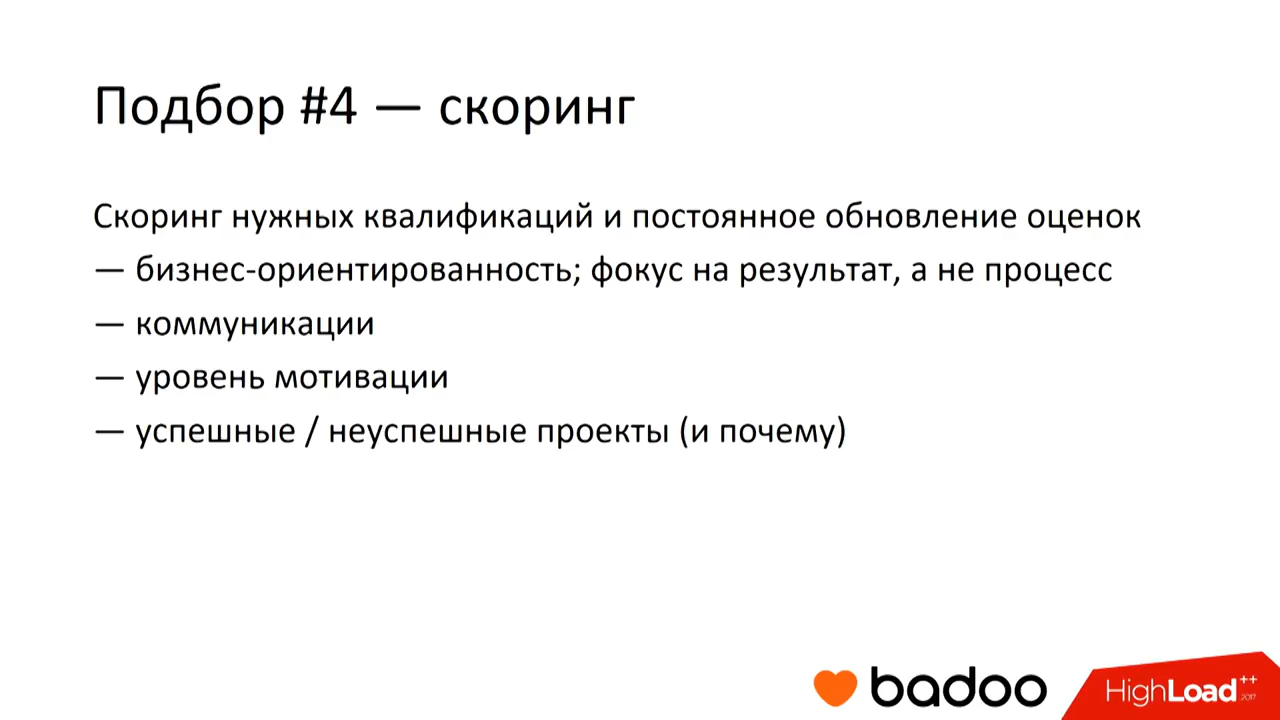 Подбор #4 — скоринг
Скоринг нужных квалификаций и постоянное обновление оценок
— бизнес-ориентированность; фокус на результат, а не процесс
— коммуникации
— уровень мотивации
— успешные / неуспешные проекты (и почему)
badoo
HighLoad++ 2017